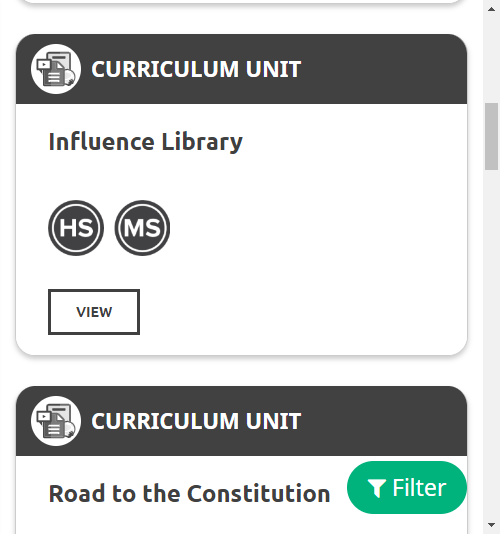 CURRICULUM UNIT
Influence Library
HS MS
VIEW
CURRICULUM UNIT
Road to the Constitution
Filter